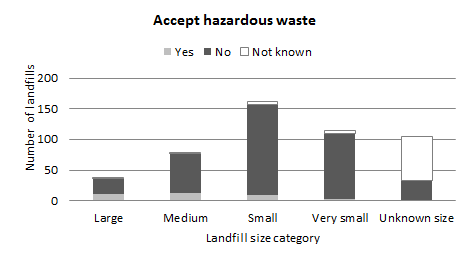 Accept hazardous waste
Yes No Not known
Number of landfills
200
150
100
50
0
Large Medium Small Very small Unknown size
Landfill size category